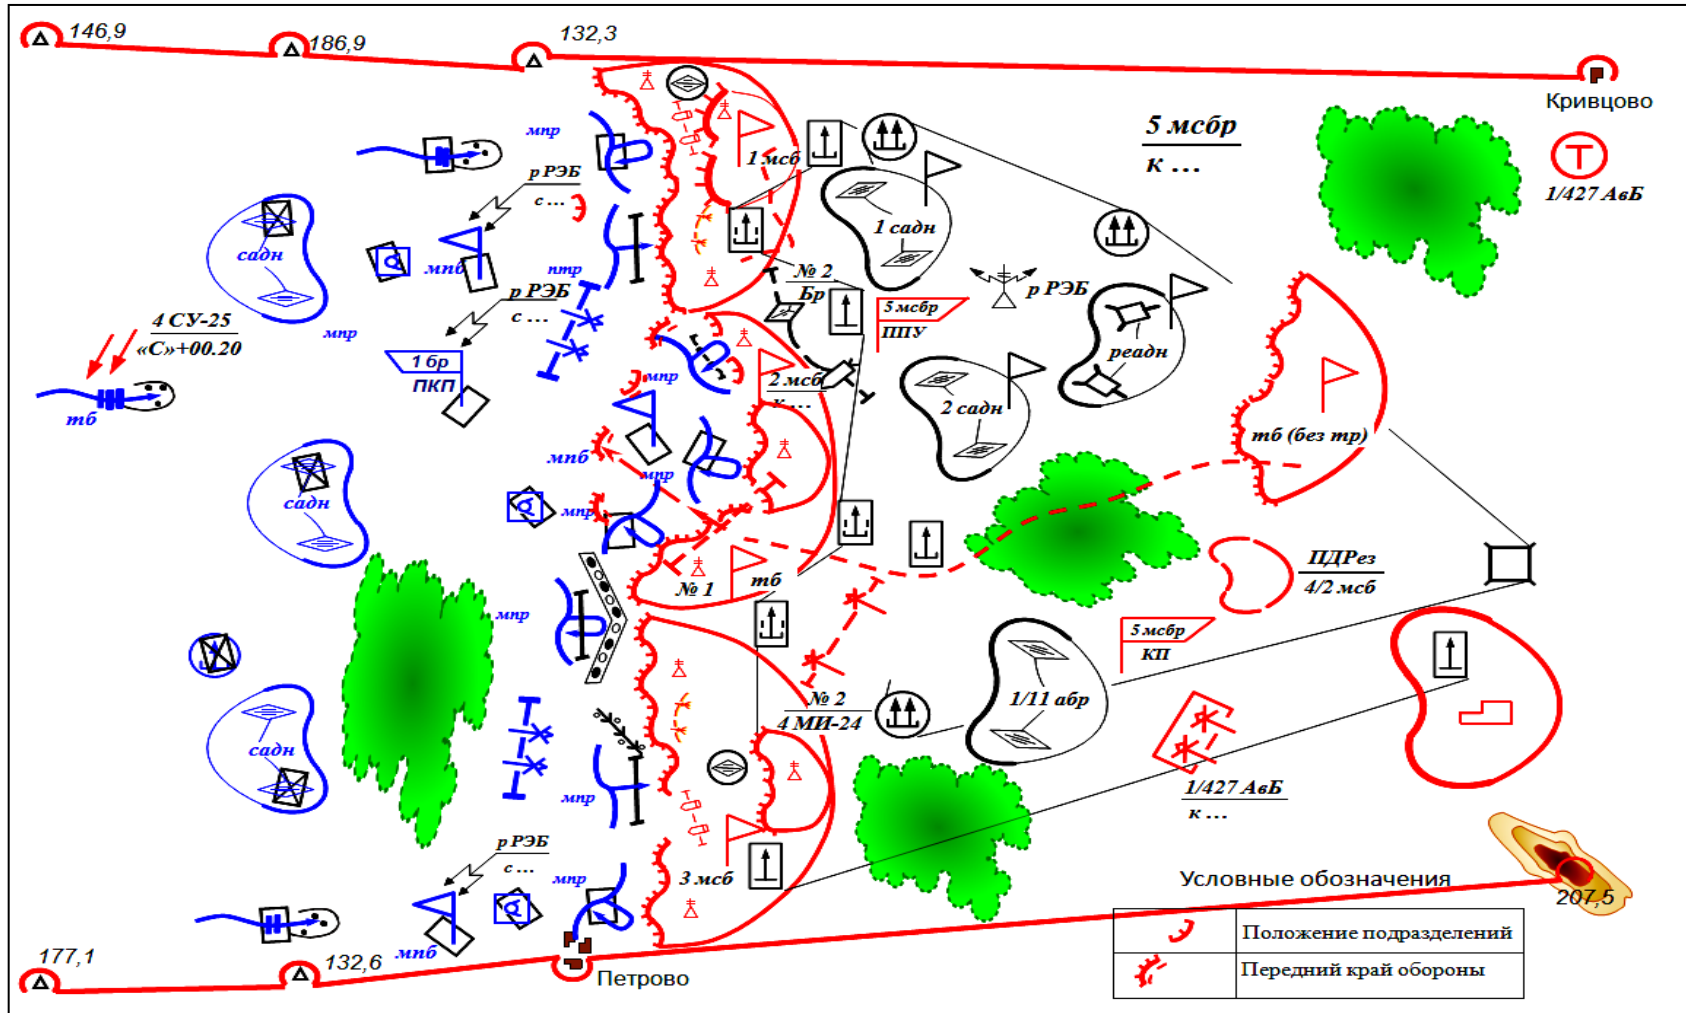 146,9
186,9
132,3
Кривцово
5 мсбр
к ...
1/427 АвБ
мпр
р РЭБ
с ...
1 мсб
1 садн
садн
мпб
птр
№ 2
Бр
р РЭБ
5 мсбр
ППУ
р РЭБ
с ...
4 СУ-25
«С»+00.20
мпр
1 бр
ПКП
мпр
2 мсб
к ...
реадн
2 садн
тб
тб (без тр)
мпб
мпр
садн
мпр
№ 1
тб
ПДРез
4/2 мсб
мпр
5 мсбр
КП
№ 2
4 МИ-24
1/11 абр
садн
мпр
1/427 АвБ
к ...
р РЭБ
с ...
мпр
3 мсб
мпб
Условные обозначения
207,5
Положение подразделений
Передний край обороны
177,1
132,6
Петрово